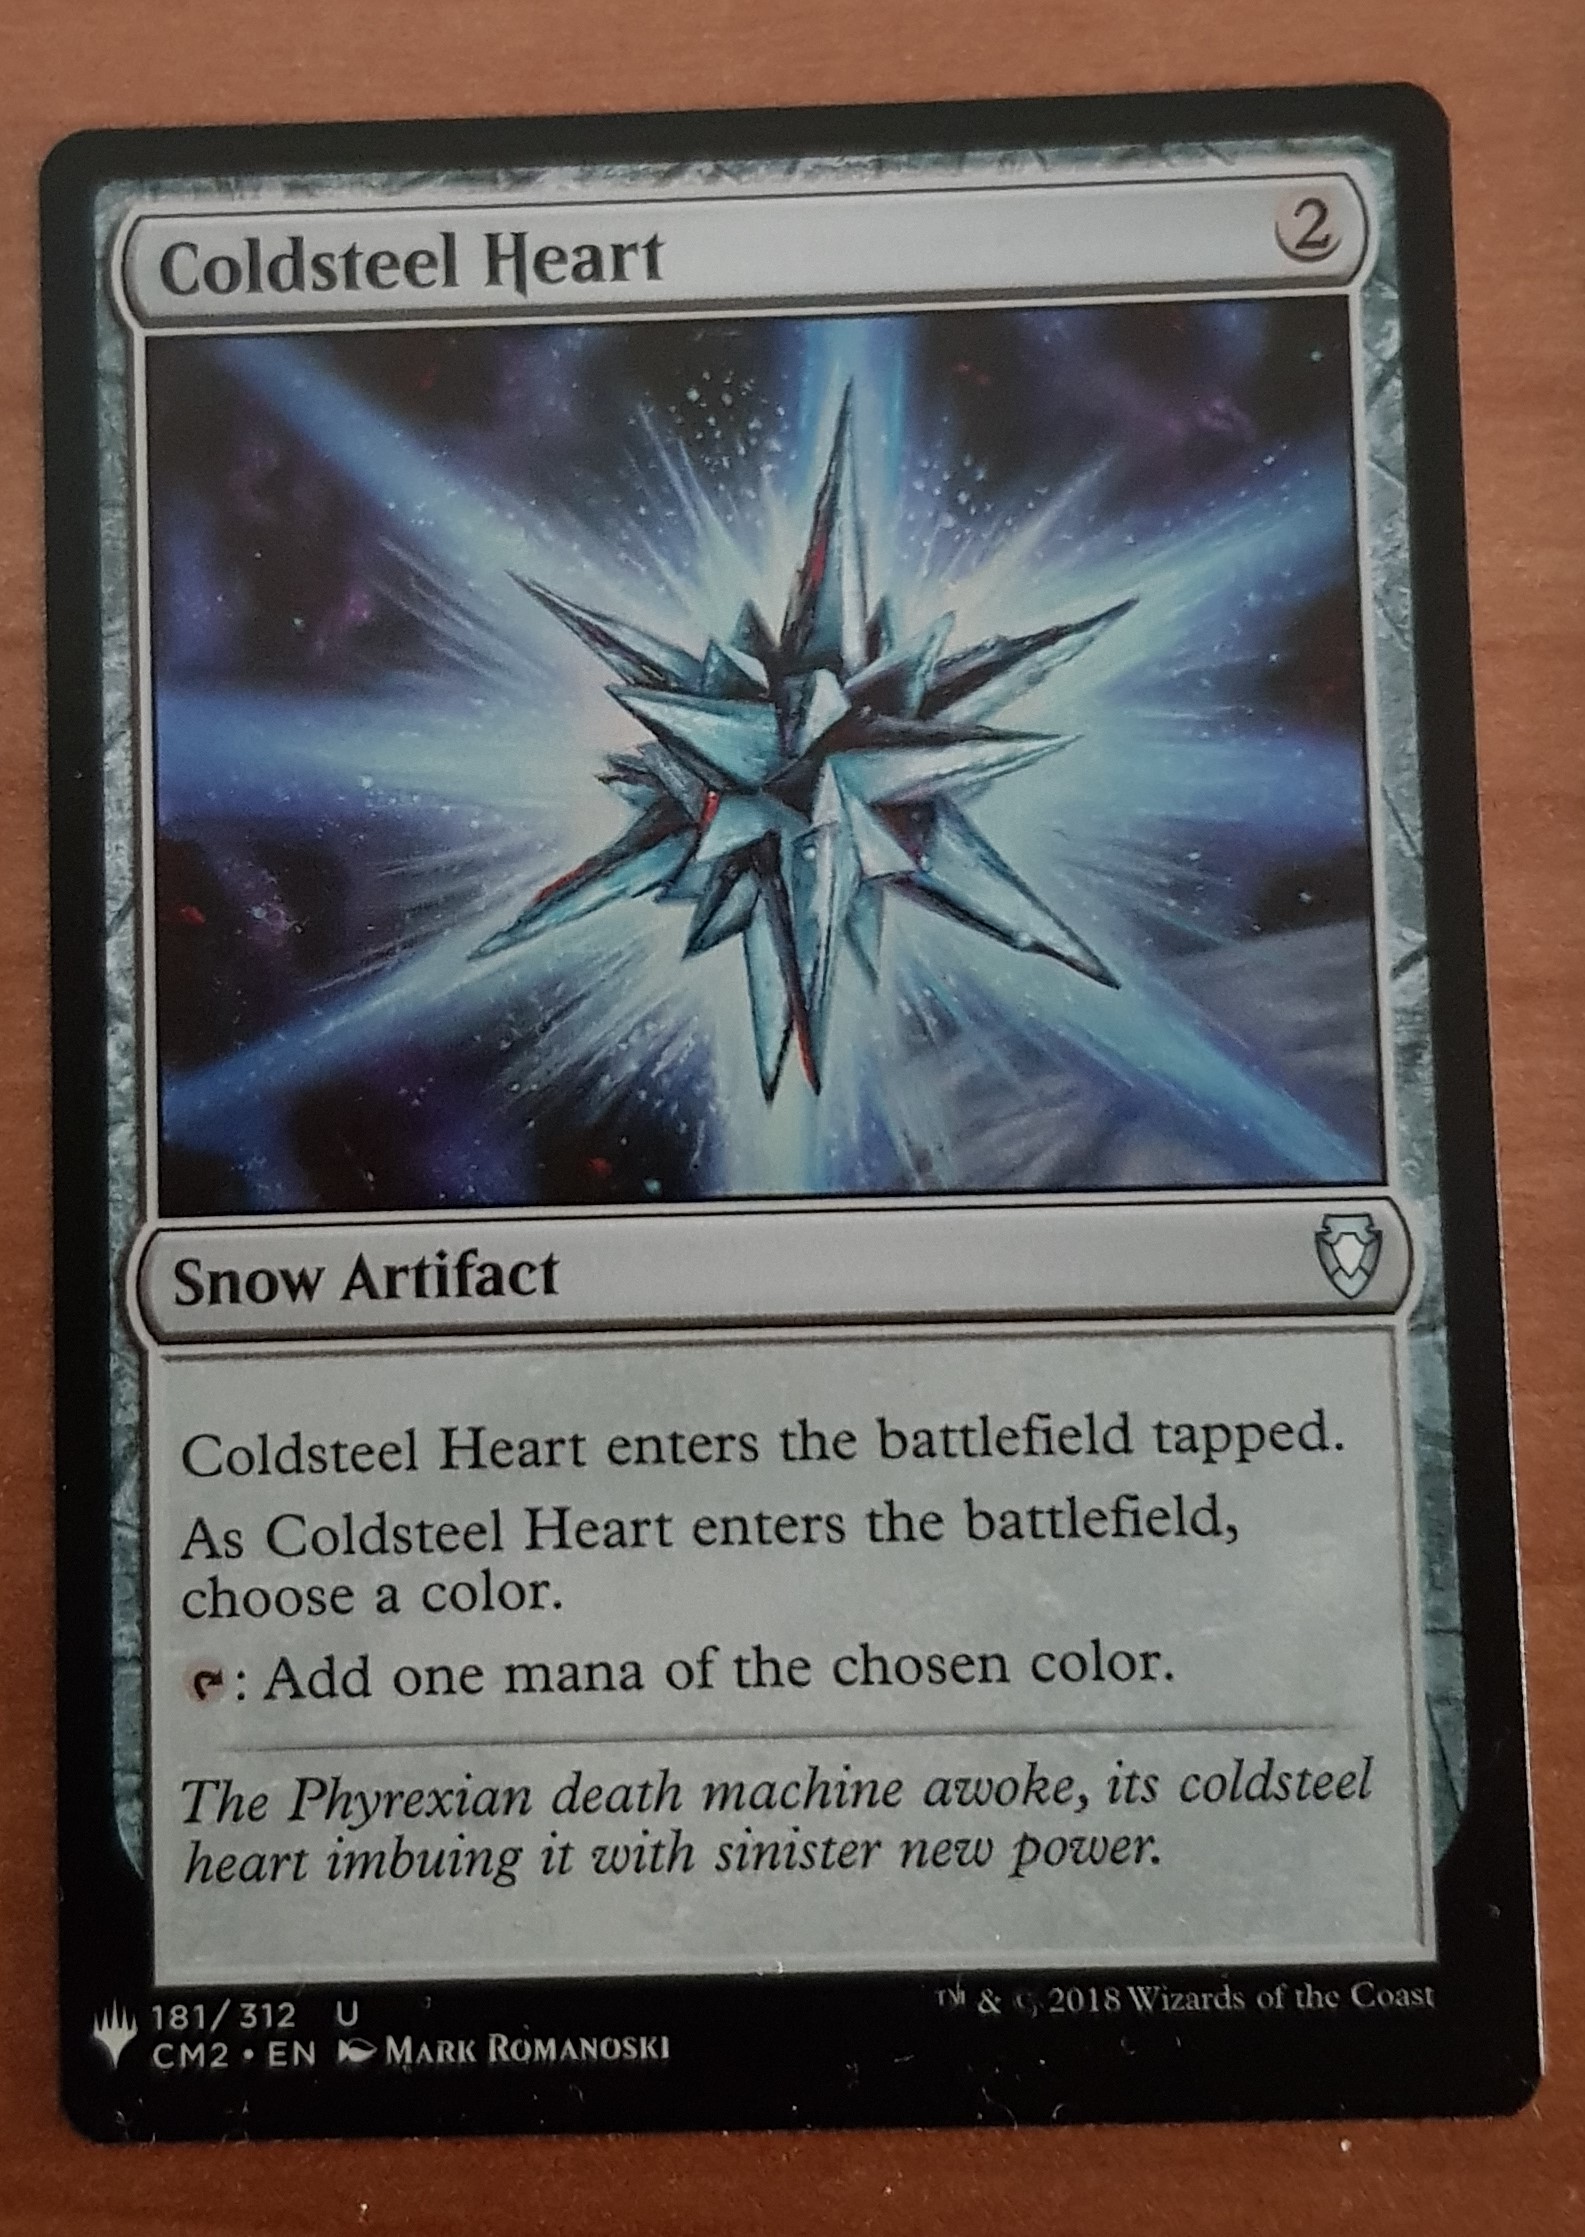 Coldsteel Heart 2
Snow Artifact
Coldsteel Heart enters the battlefield tapped.
As Coldsteel Heart enters the battlefield,
choose a color.
: Add one mana of the chosen color.
The Phyrexian death machine awoke, its coldsteel
heart imbuing it with sinister new power.
181/312 U
CM2 • EN MARK ROMANOSKI
™ & © 2018 Wizards of the Coast